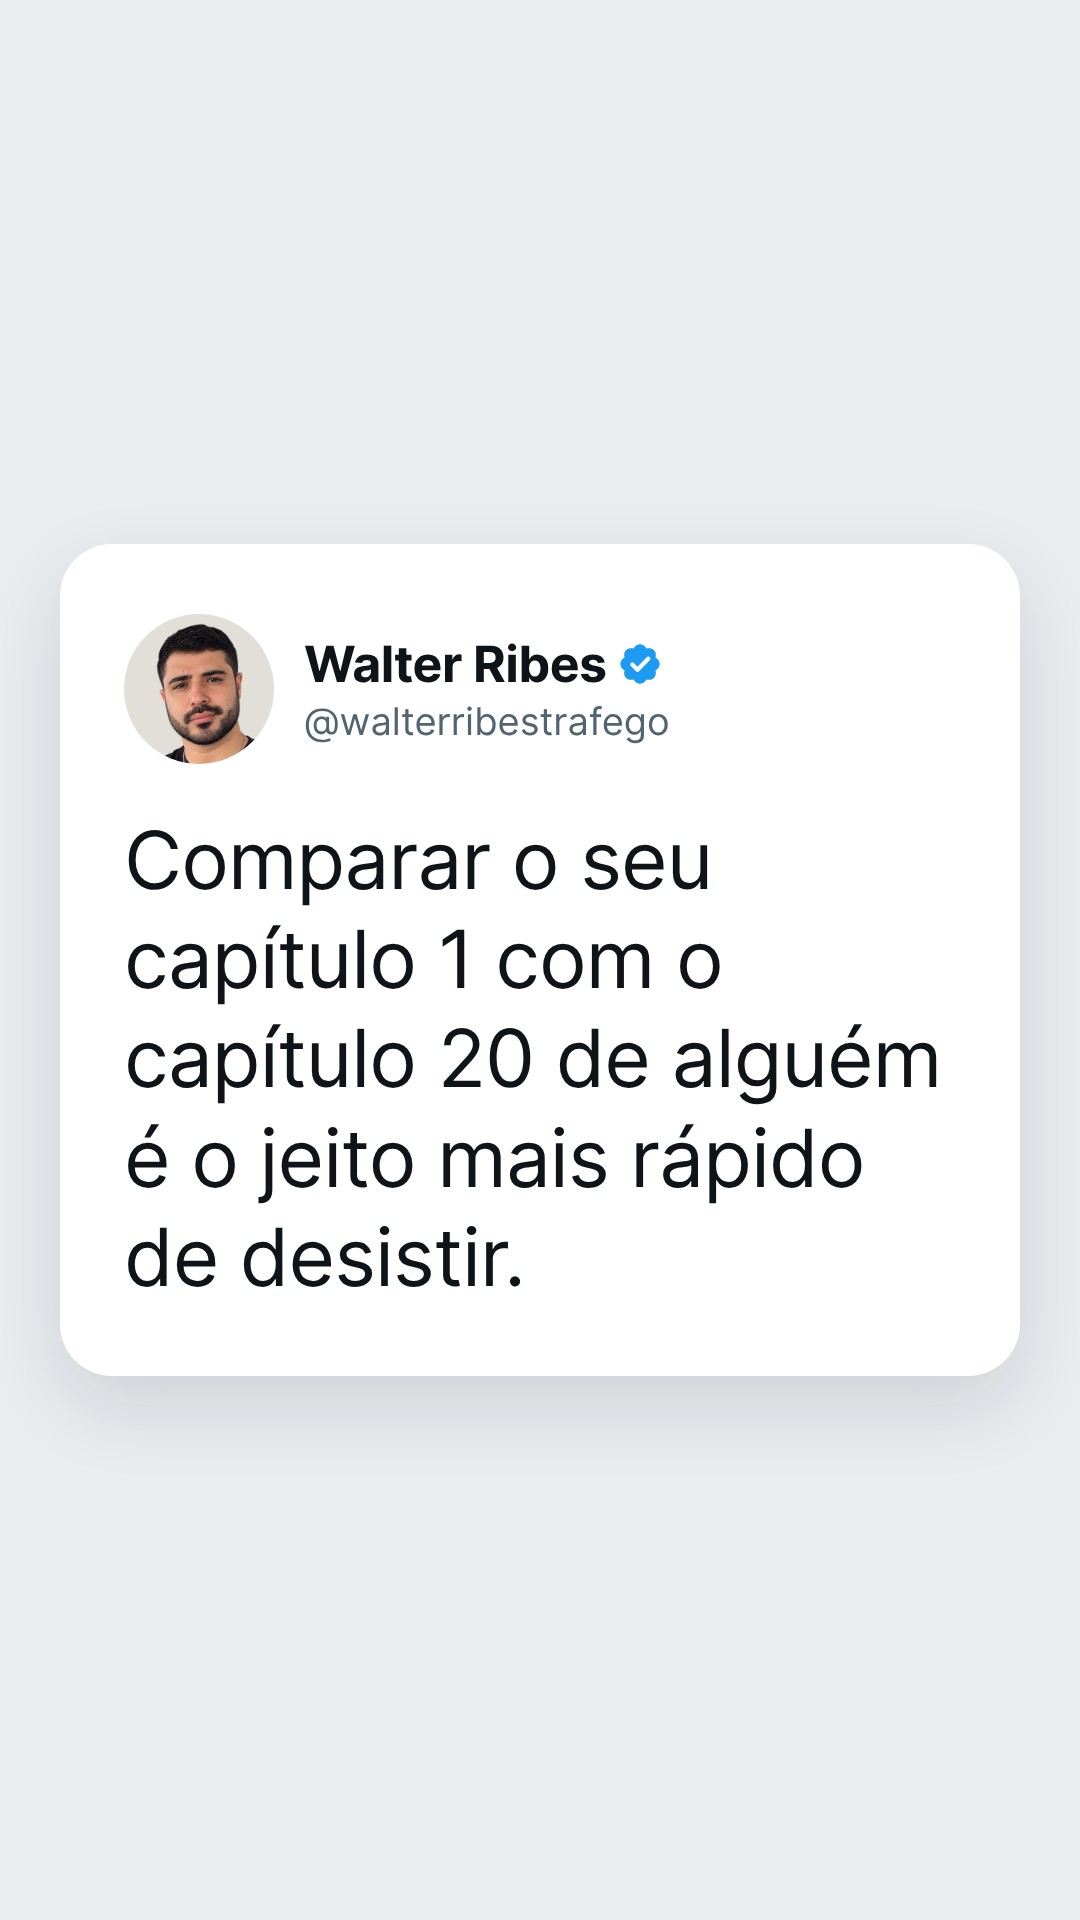 Walter Ribes
@walterribestrafego
Comparar o seu
capítulo 1 com o
capítulo 20 de alguém
é o jeito mais rápido
de desistir.